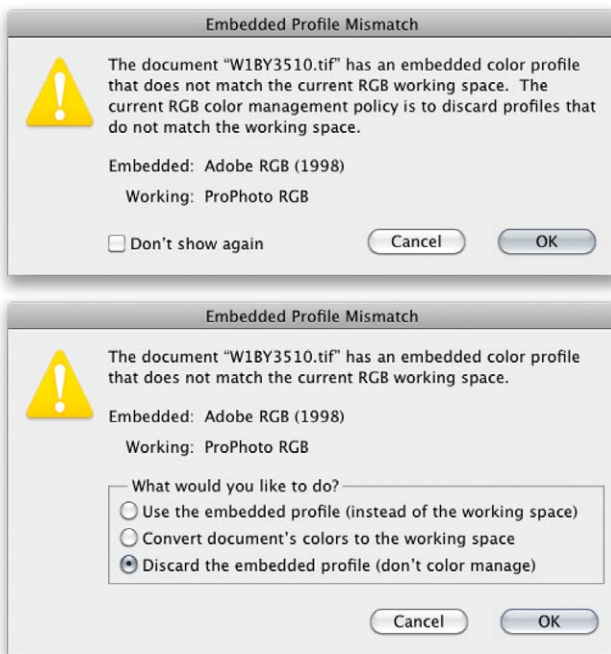 Embedded Profile Mismatch
The document “W1BY3510.tif” has an embedded color profile
that does not match the current RGB working space.  The
current RGB color management policy is to discard profiles that
do not match the working space.
Embedded: Adobe RGB (1998)
Working: ProPhoto RGB
Don’t show again
Cancel
OK
Embedded Profile Mismatch
The document “W1BY3510.tif” has an embedded color profile
that does not match the current RGB working space.
Embedded: Adobe RGB (1998)
Working: ProPhoto RGB
What would you like to do?
Use the embedded profile (instead of the working space)
Convert document’s colors to the working space
Discard the embedded profile (don’t color manage)
Cancel
OK